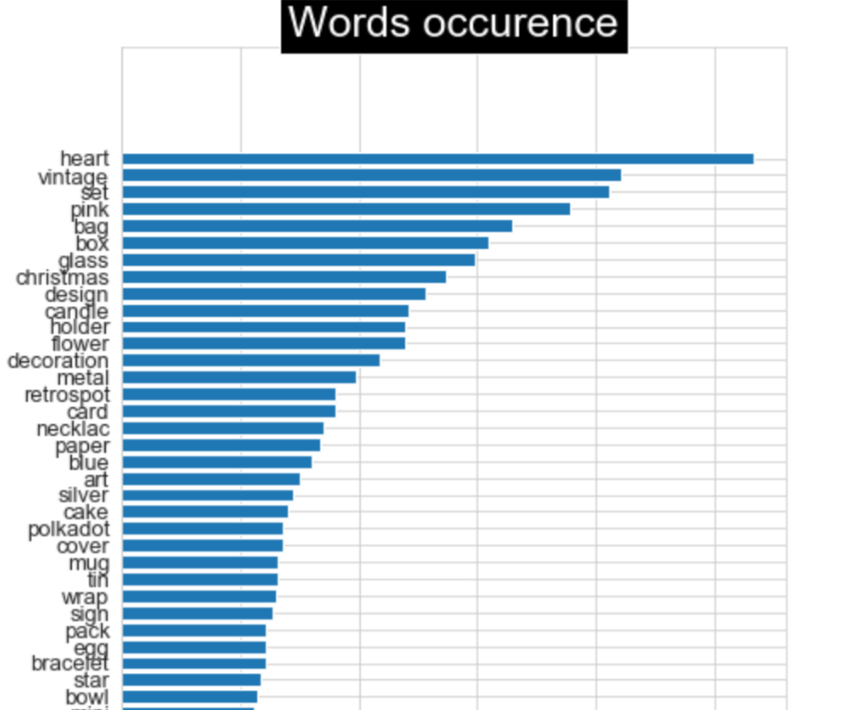 Words occurence
heart
vintage
set
pink
bag
box
glass
christmas
design
candle
holder
flower
decoration
metal
retrospot
card
necklac
paper
blue
art
silver
cake
polkadot
cover
mug
tin
wrap
sign
pack
egg
bracelet
star
bowl